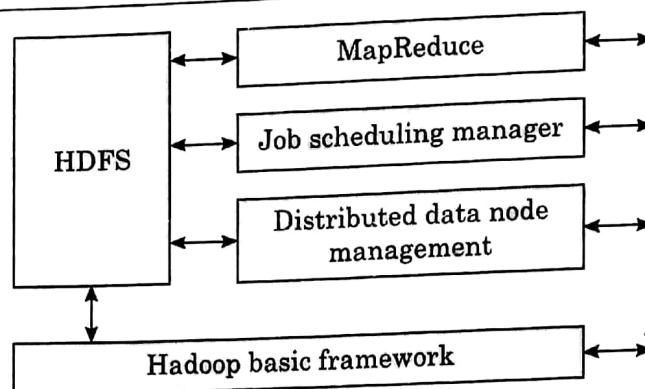 HDFS
MapReduce
Job scheduling manager
Distributed data node
management
Hadoop basic framework